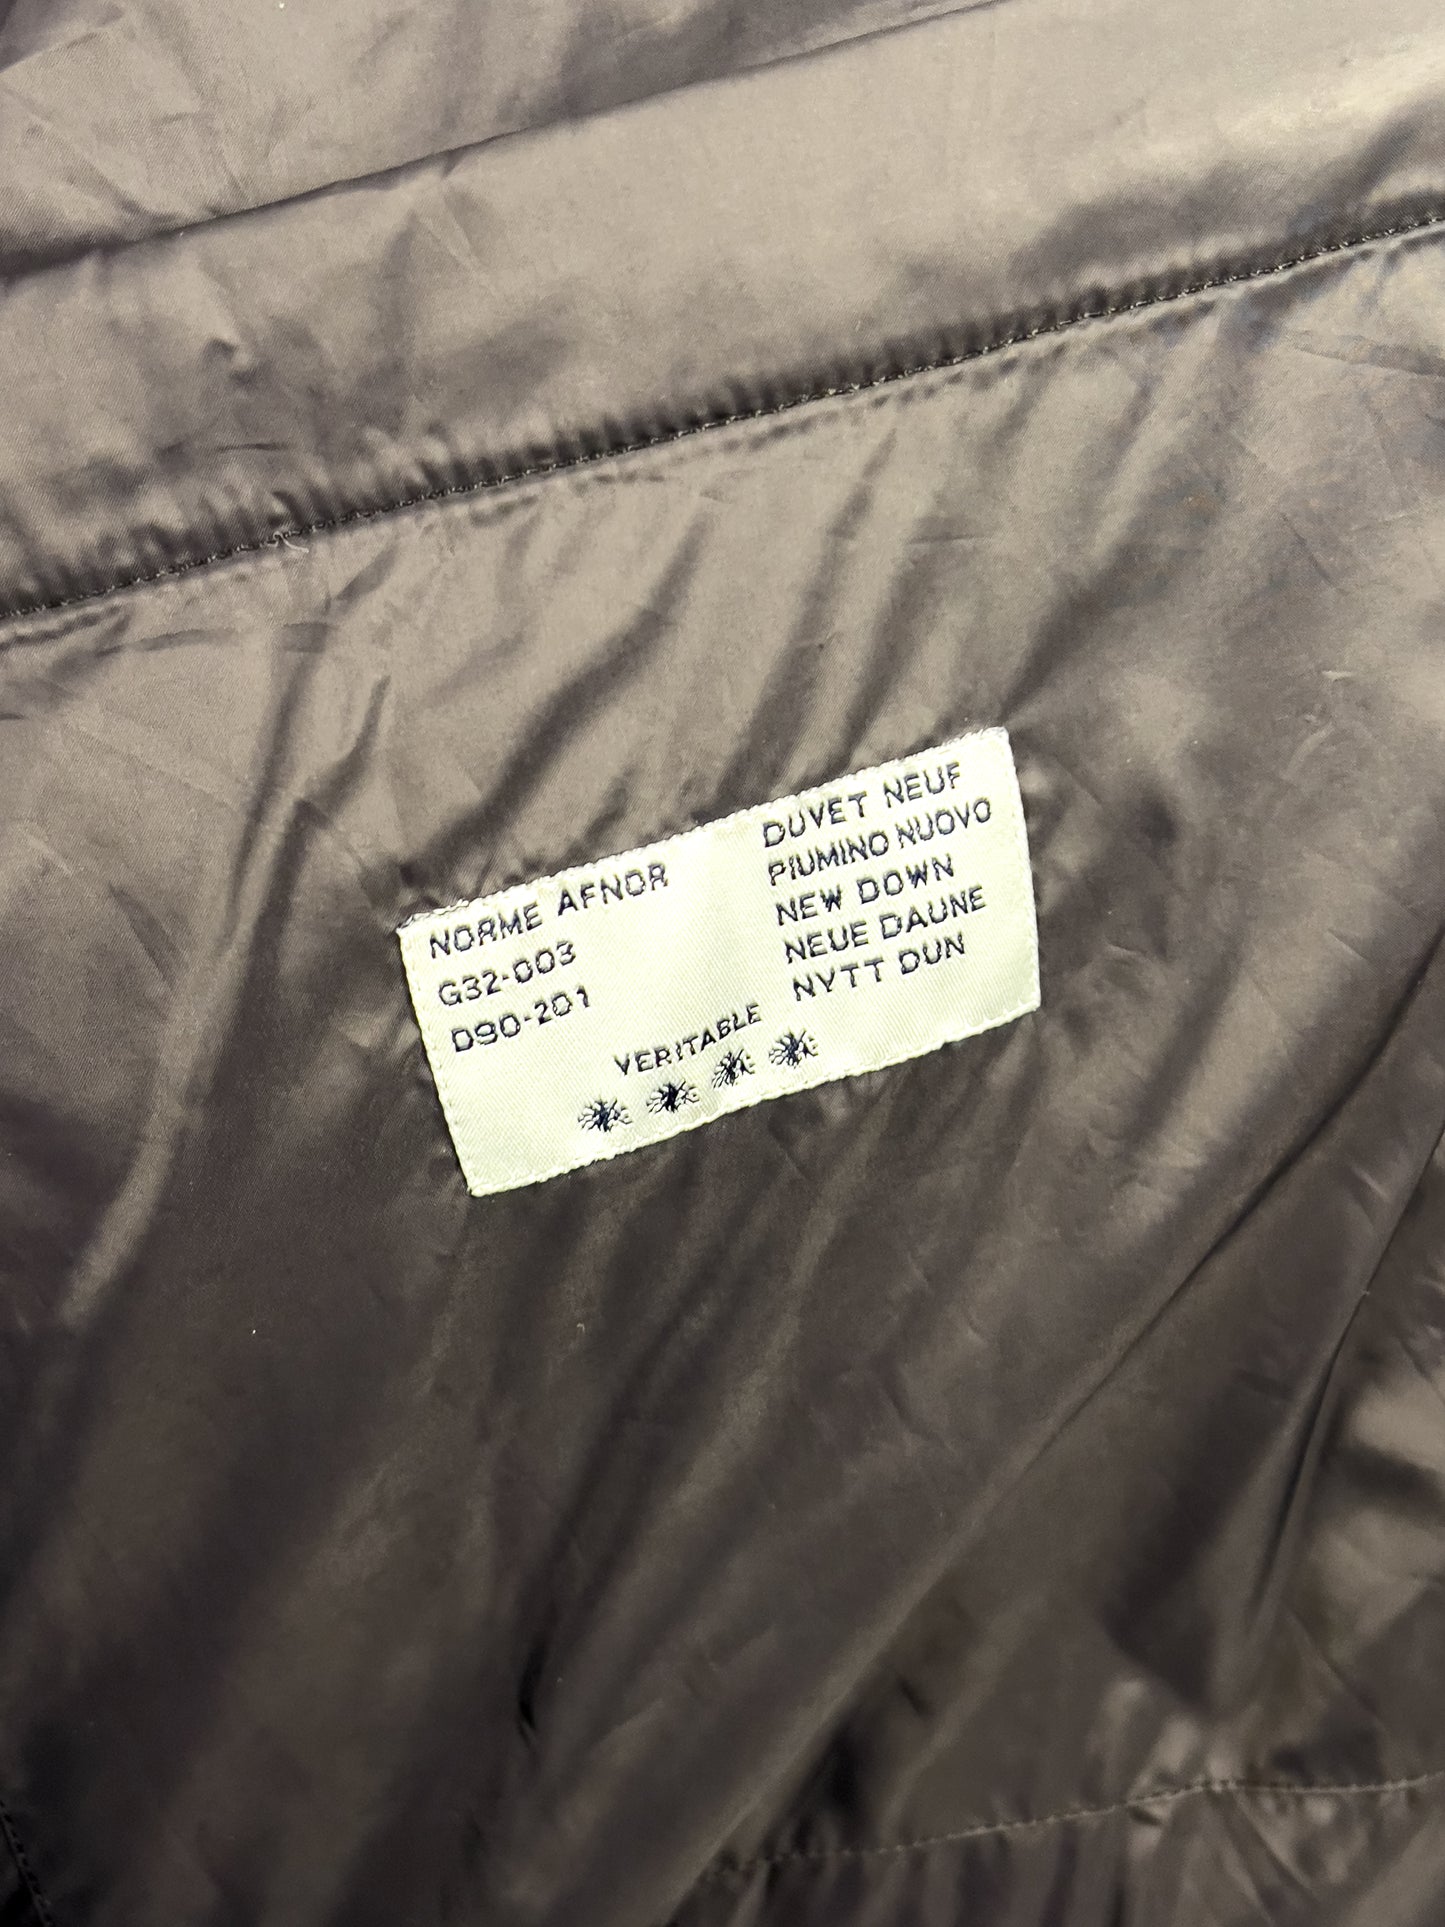 NORME AFNOR
G32-003
D90-201
DUVET NEUF
PIUMINO NUOVO
NEW DOWN
NEUE DAUNE
NYTT DUN
VERITABLE